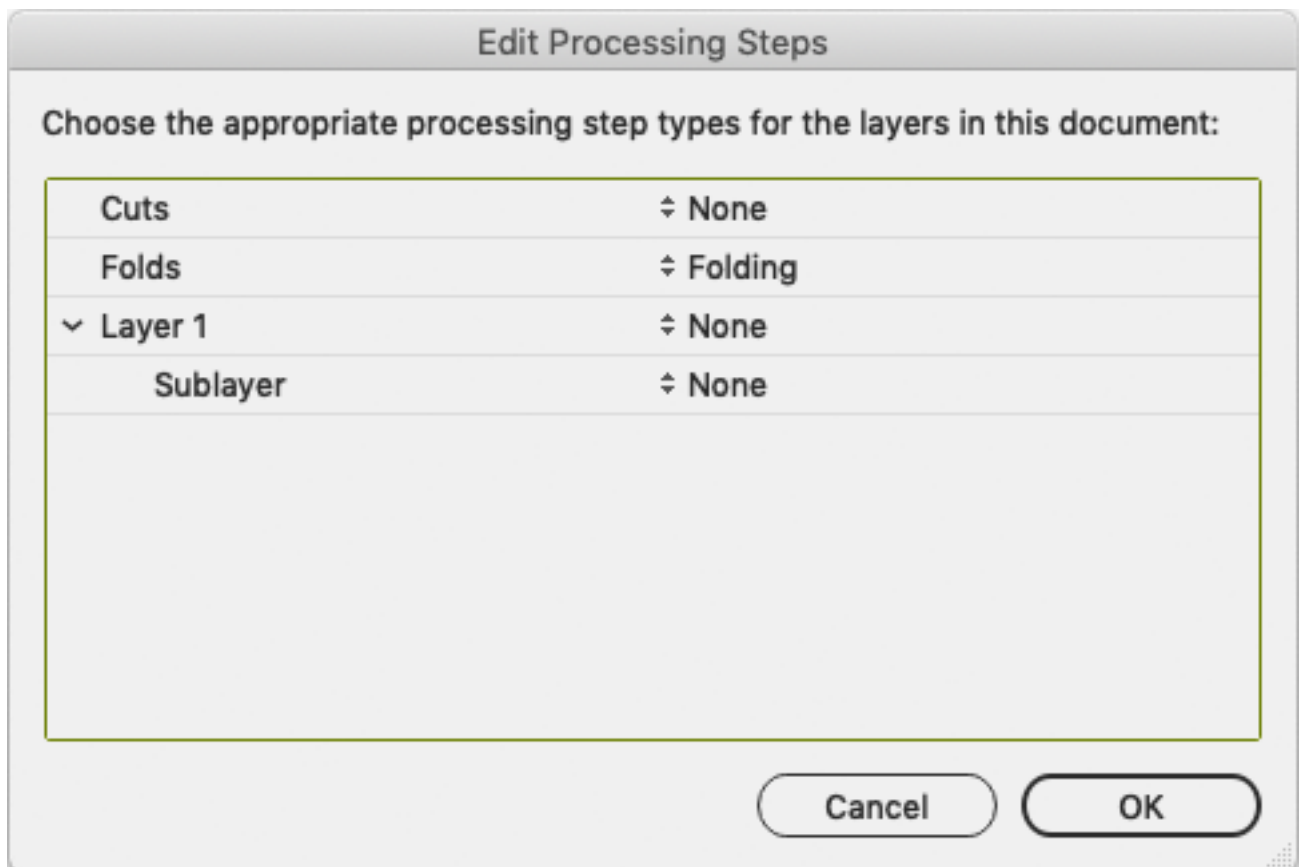 Edit Processing Steps
Choose the appropriate processing step types for the layers in this document:
Cuts None
Folds Folding
Layer 1 None
Sublayer None
Cancel OK